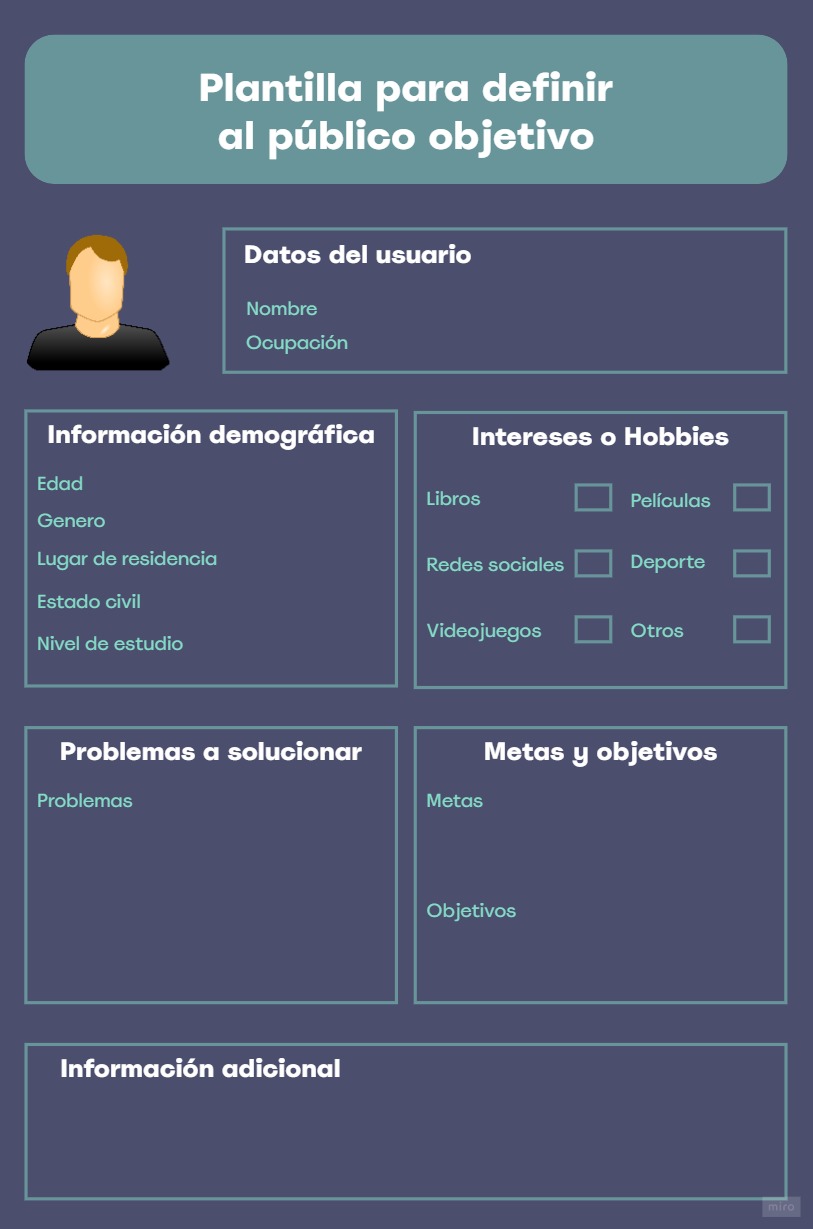 Plantilla para definir
al público objetivo
Datos del usuario
Nombre
Ocupación
Información demográfica
Edad
Genero
Lugar de residencia
Estado civil
Nivel de estudio
Intereses o Hobbies
Libros
Películas
Redes sociales
Deporte
Videojuegos
Otros
Problemas a solucionar
Problemas
Metas y objetivos
Metas
Objetivos
Información adicional
miro